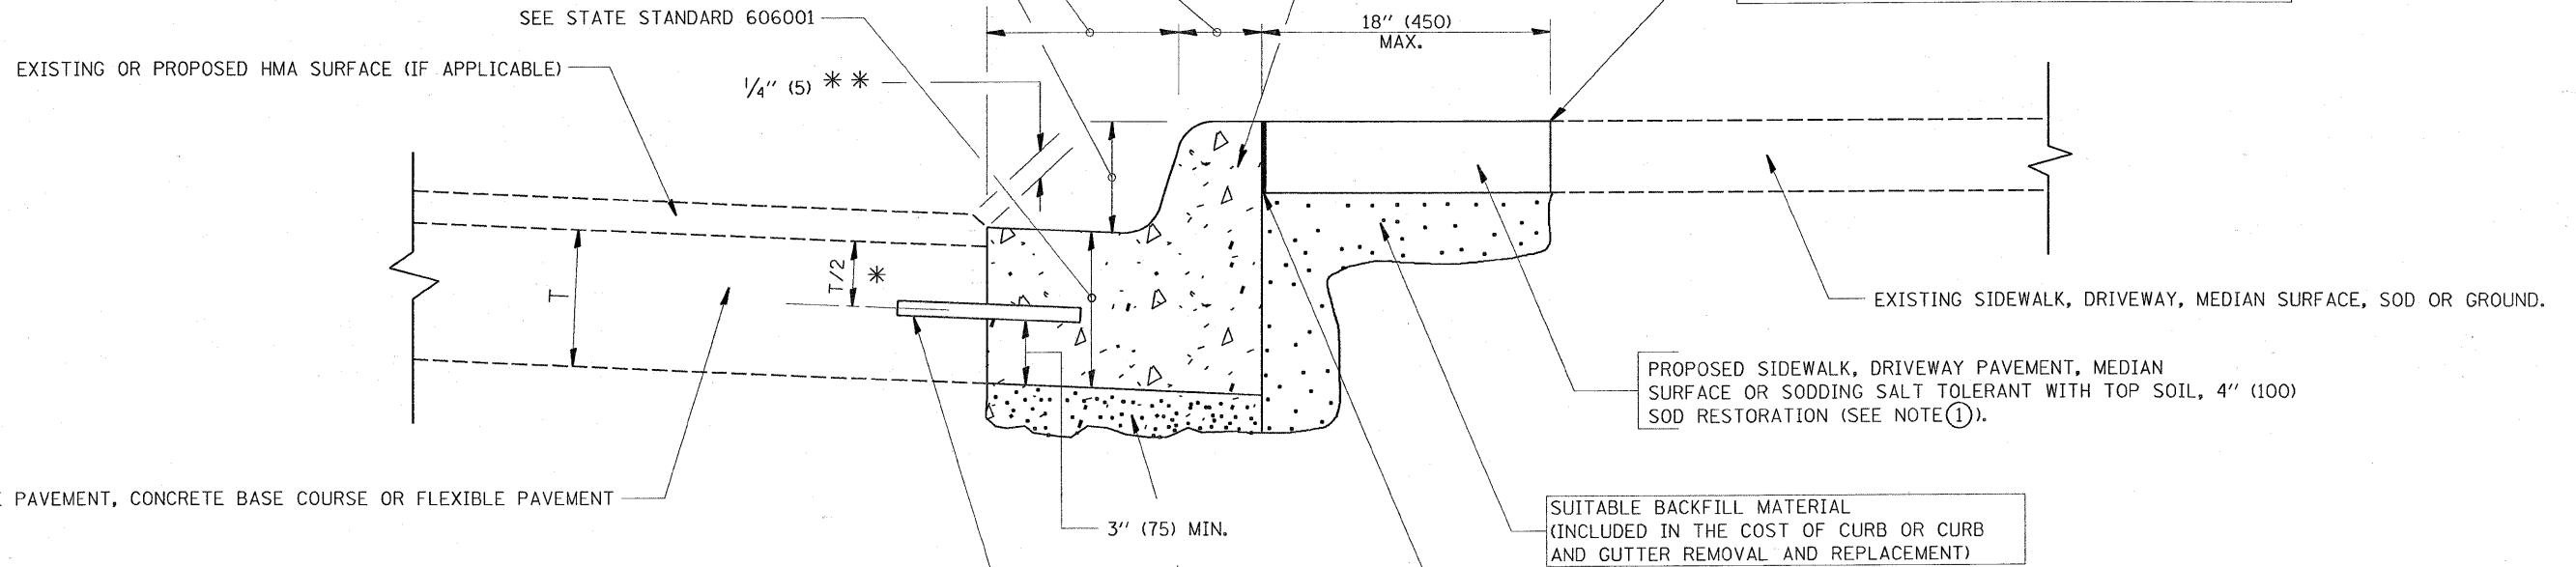 SEE STATE STANDARD 606001
18" (450)
MAX.
EXISTING OR PROPOSED HMA SURFACE (IF APPLICABLE)
1/4" (5) * *
T
T/2
*
EXISTING SIDEWALK, DRIVEWAY, MEDIAN SURFACE, SOD OR GROUND.
PROPOSED SIDEWALK, DRIVEWAY PAVEMENT, MEDIAN
SURFACE OR SODDING SALT TOLERANT WITH TOP SOIL, 4" (100)
SOD RESTORATION (SEE NOTE ①).
PAVEMENT, CONCRETE BASE COURSE OR FLEXIBLE PAVEMENT
3" (75) MIN.
SUITABLE BACKFILL MATERIAL
(INCLUDED IN THE COST OF CURB OR CURB
AND GUTTER REMOVAL AND REPLACEMENT)